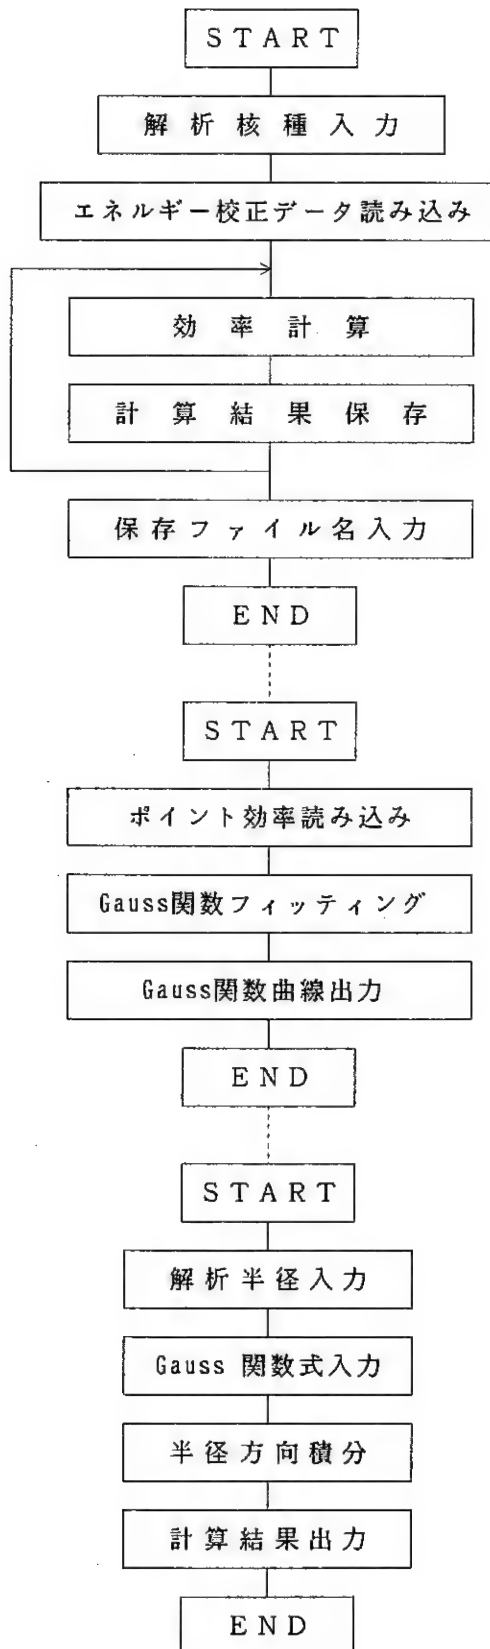 START
解析核種入力
エネルギー校正データ読み込み
効率計算
計算結果保存
保存ファイル名入力
END
START
ポイント効率読み込み
Gauss関数フィッティング
Gauss関数曲線出力
END
START
解析半径入力
Gauss 関数式入力
半径方向積分
計算結果出力
END